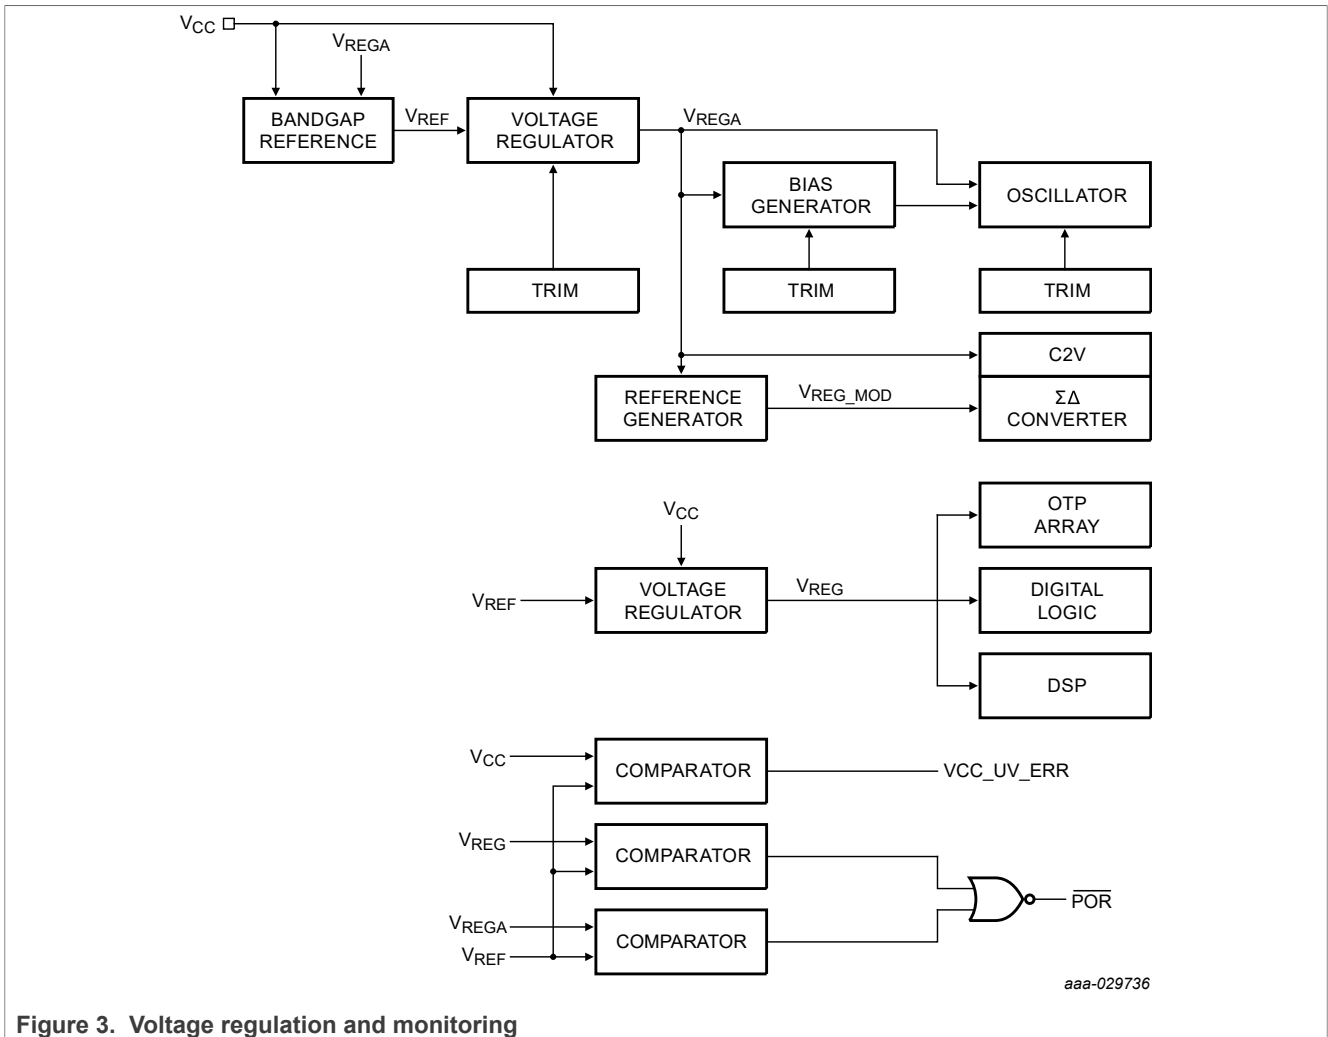 VCC
VREGA
BANDGAP
REFERENCE
VREF
VOLTAGE
REGULATOR
VREGA
BIAS
GENERATOR
OSCILLATOR
TRIM
TRIM
TRIM
C2V
REFERENCE
GENERATOR
VREG_MOD
ΣΔ
CONVERTER
OTP
ARRAY
VCC
VREF
VOLTAGE
REGULATOR
VREG
DIGITAL
LOGIC
DSP
VCC
COMPARATOR
VCC_UV_ERR
VREG
COMPARATOR
POR
VREGA
VREF
COMPARATOR
aaa-029736
Figure 3. Voltage regulation and monitoring